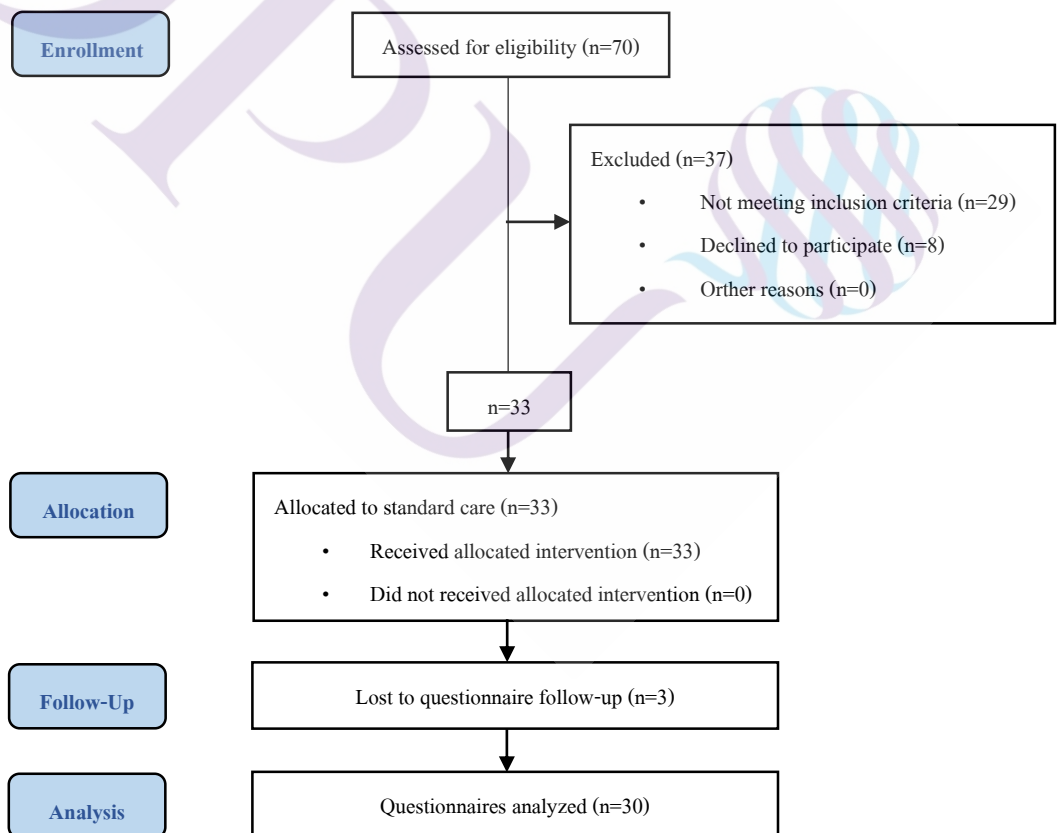 Enrollment
Assessed for eligibility (n=70)
Excluded (n=37)
• Not meeting inclusion criteria (n=29)
• Declined to participate (n=8)
• Orther reasons (n=0)
n=33
Allocation
Allocated to standard care (n=33)
• Received allocated intervention (n=33)
• Did not received allocated intervention (n=0)
Follow-Up
Lost to questionnaire follow-up (n=3)
Analysis
Questionnaires analyzed (n=30)